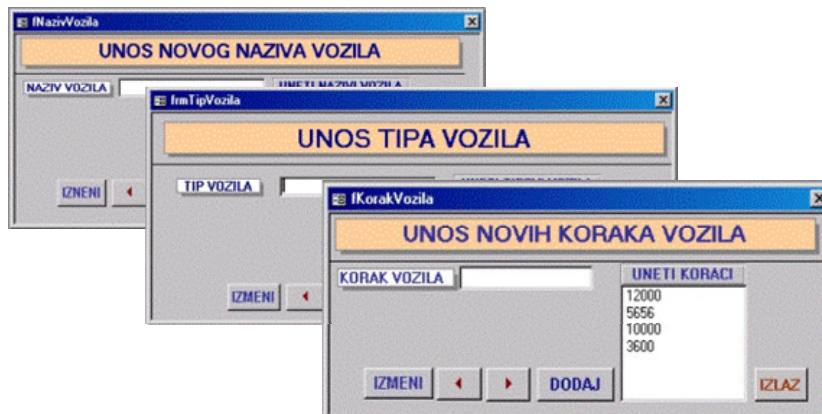 fNazivVozila
UNOS NOVOG NAZIVA VOZILA
NAZIV VOZILA
UNETI NAZIVI VOZILA
IZNENI
frmTipVozila
UNOS TIPA VOZILA
TIP VOZILA
IZMENI
fKorakVozila
UNOS NOVIH KORAKA VOZILA
KORAK VOZILA
UNETI KORACI
12000
5656
10000
3600
IZMENI
DODAJ
IZLAZ